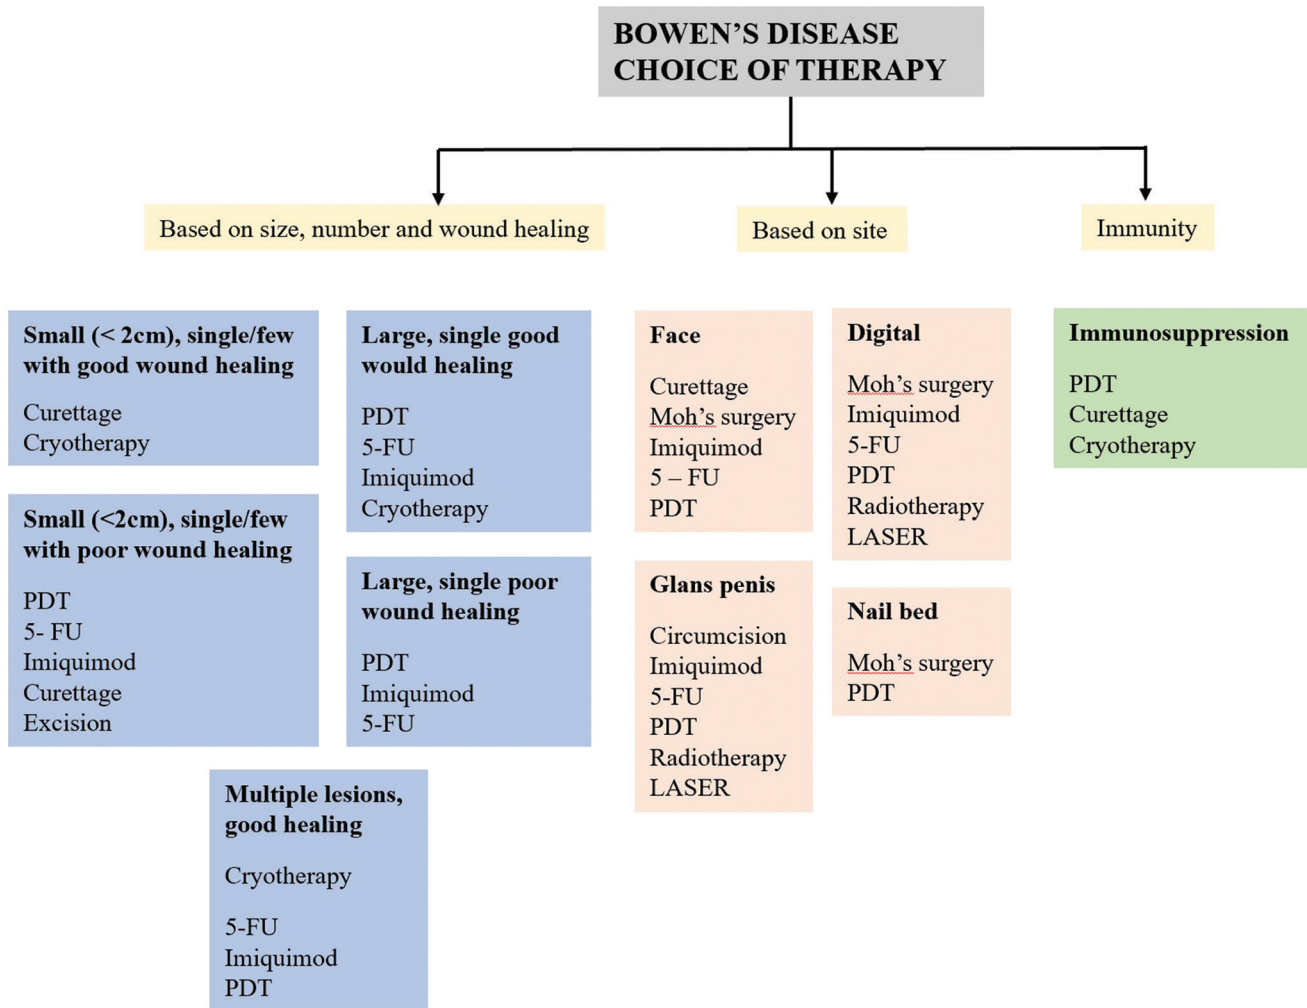 BOWEN'S DISEASE
CHOICE OF THERAPY
Based on size, number and wound healing
Based on site
Immunity
Small (< 2cm), single/few
with good wound healing
Curettage
Cryotherapy
Small (<2cm), single/few
with poor wound healing
PDT
5- FU
Imiquimod
Curettage
Excision
Large, single good
would healing
PDT
5-FU
Imiquimod
Cryotherapy
Large, single poor
wound healing
PDT
Imiquimod
5-FU
Multiple lesions,
good healing
Cryotherapy
5-FU
Imiquimod
PDT
Face
Curettage
Moh's surgery
Imiquimod
5 – FU
PDT
Glans penis
Circumcision
Imiquimod
5-FU
PDT
Radiotherapy
LASER
Digital
Moh's surgery
Imiquimod
5-FU
PDT
Radiotherapy
LASER
Nail bed
Moh's surgery
PDT
Immunosuppression
PDT
Curettage
Cryotherapy